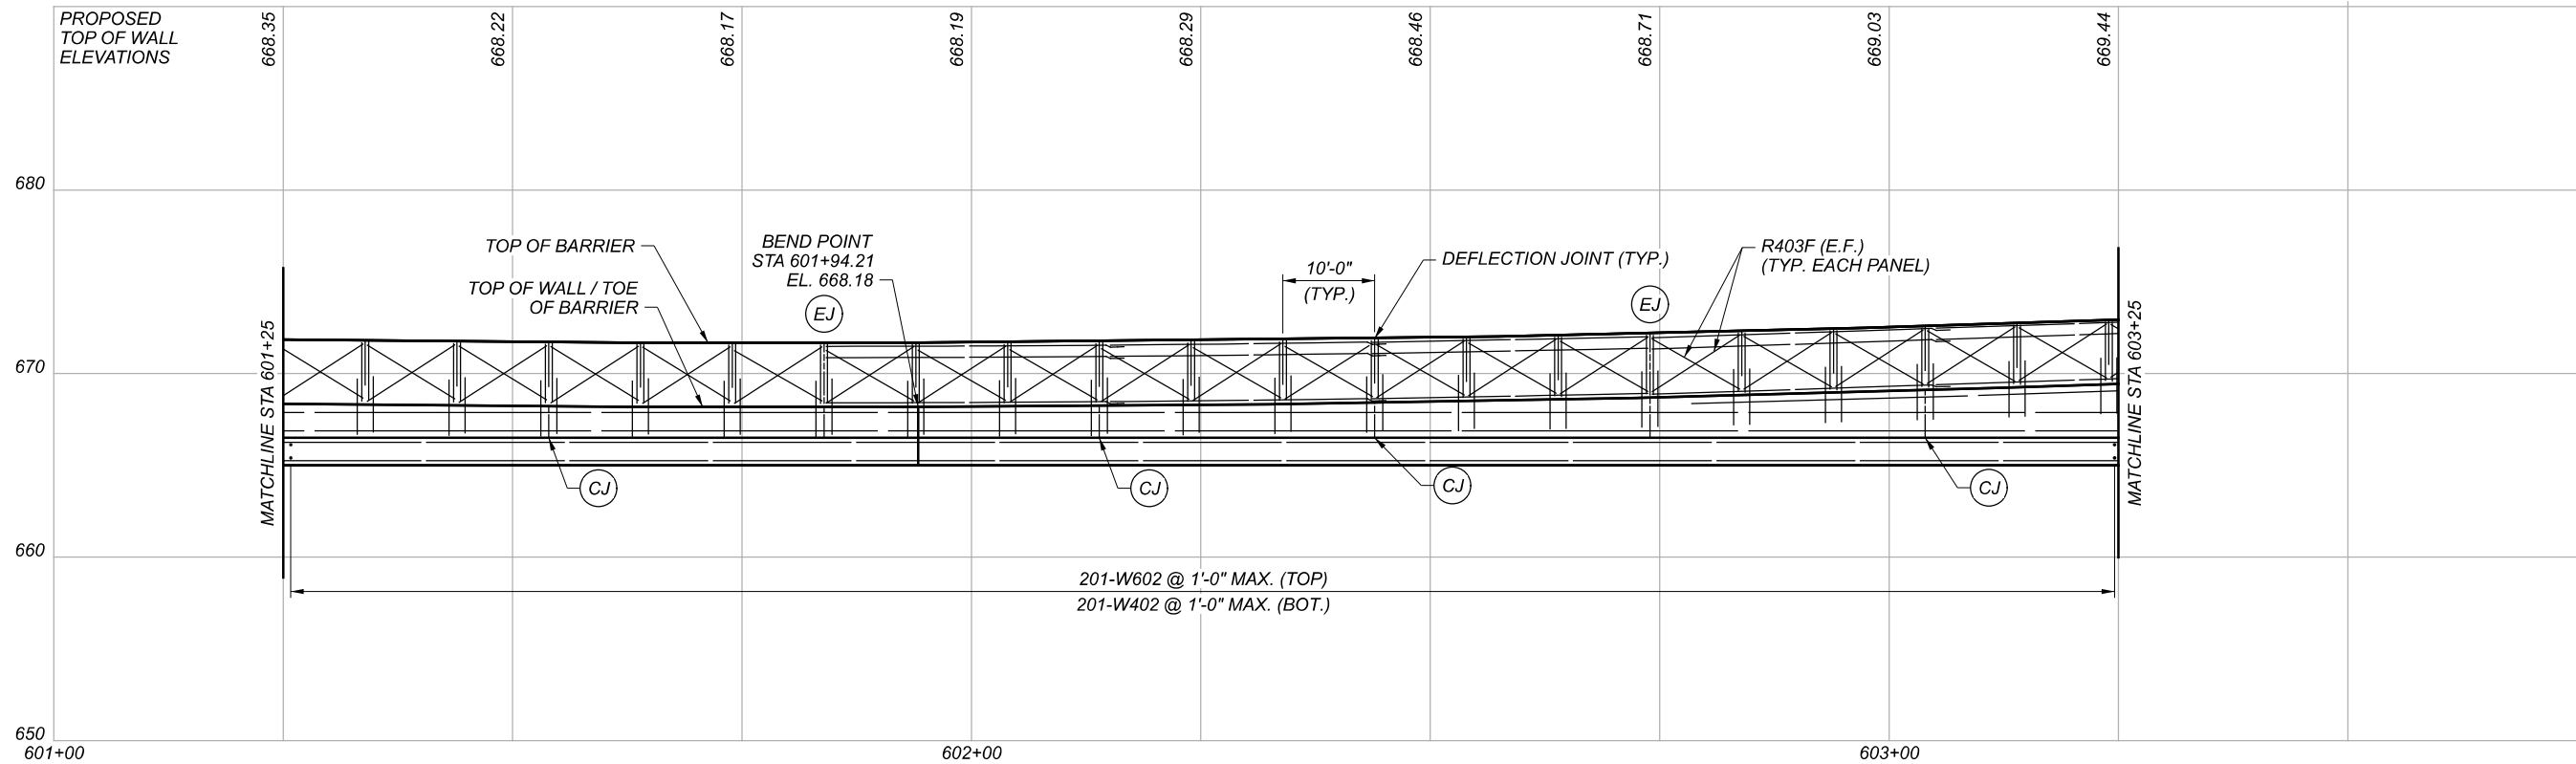 PROPOSED
TOP OF WALL
ELEVATIONS
668.35
668.22
668.17
668.19
668.29
668.46
668.71
669.03
669.44
680
670
660
650
TOP OF BARRIER
TOP OF WALL / TOE
OF BARRIER
BEND POINT
STA 601+94.21
EL. 668.18
EJ
10'-0"
(TYP.)
DEFLECTION JOINT (TYP.)
EJ
R403F (E.F.)
(TYP. EACH PANEL)
MATCHLINE STA 601+25
MATCHLINE STA 603+25
CJ
CJ
CJ
CJ
201-W602 @ 1'-0" MAX. (TOP)
201-W402 @ 1'-0" MAX. (BOT.)
601+00
602+00
603+00